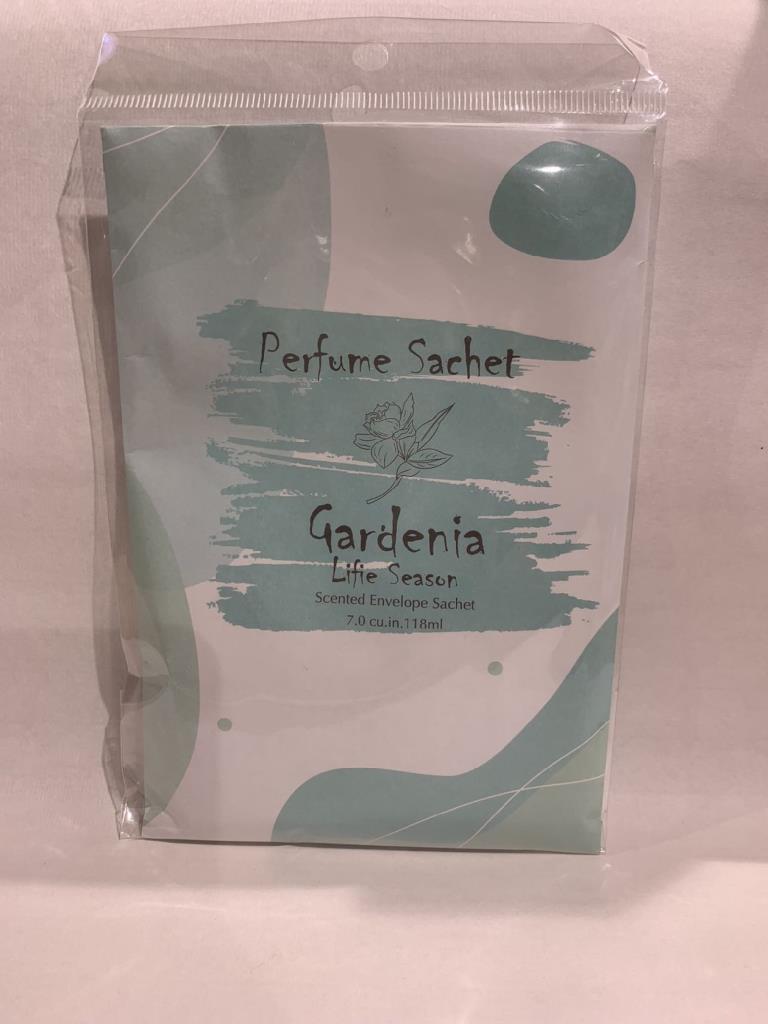 Perfume Sachet
Gardenia
Lifie Season
Scented Envelope Sachet
7.0 cu.in.118ml